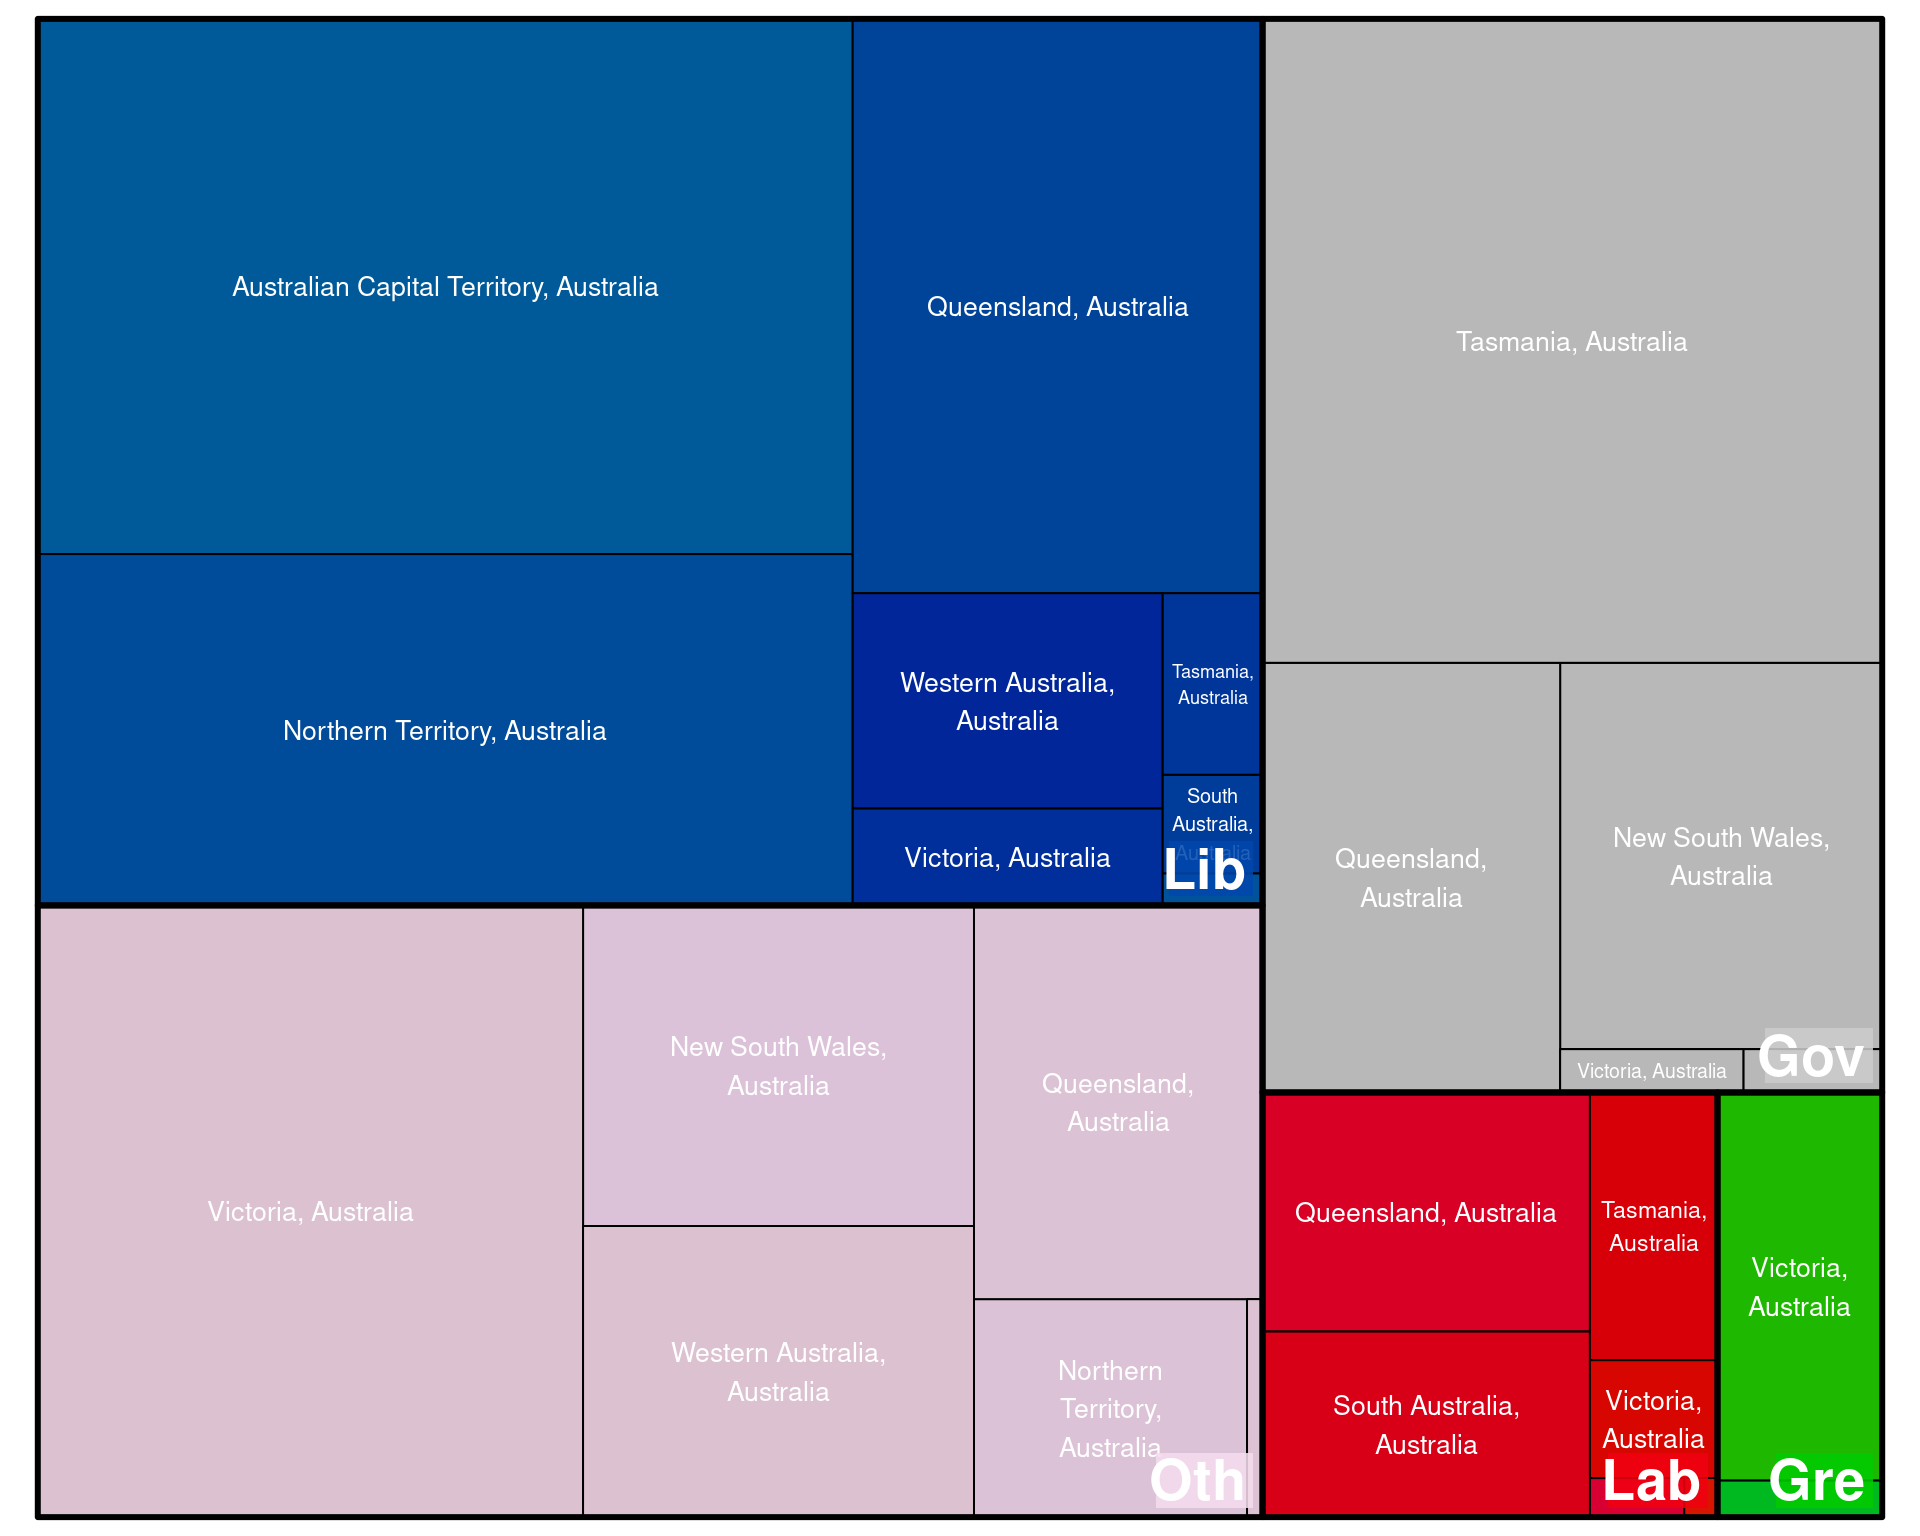 Australian Capital Territory, Australia
Queensland, Australia
Northern Territory, Australia
Western Australia,
Australia
Tasmania,
Australia
South
Australia,
Australia
Victoria, Australia
Lib
Tasmania, Australia
Queensland,
Australia
New South Wales,
Australia
Victoria, Australia
Gov
Victoria, Australia
New South Wales,
Australia
Western Australia,
Australia
Queensland,
Australia
Northern
Territory,
Australia
Oth
Queensland, Australia
South Australia,
Australia
Tasmania,
Australia
Victoria,
Australia
Lab
Victoria,
Australia
Gre